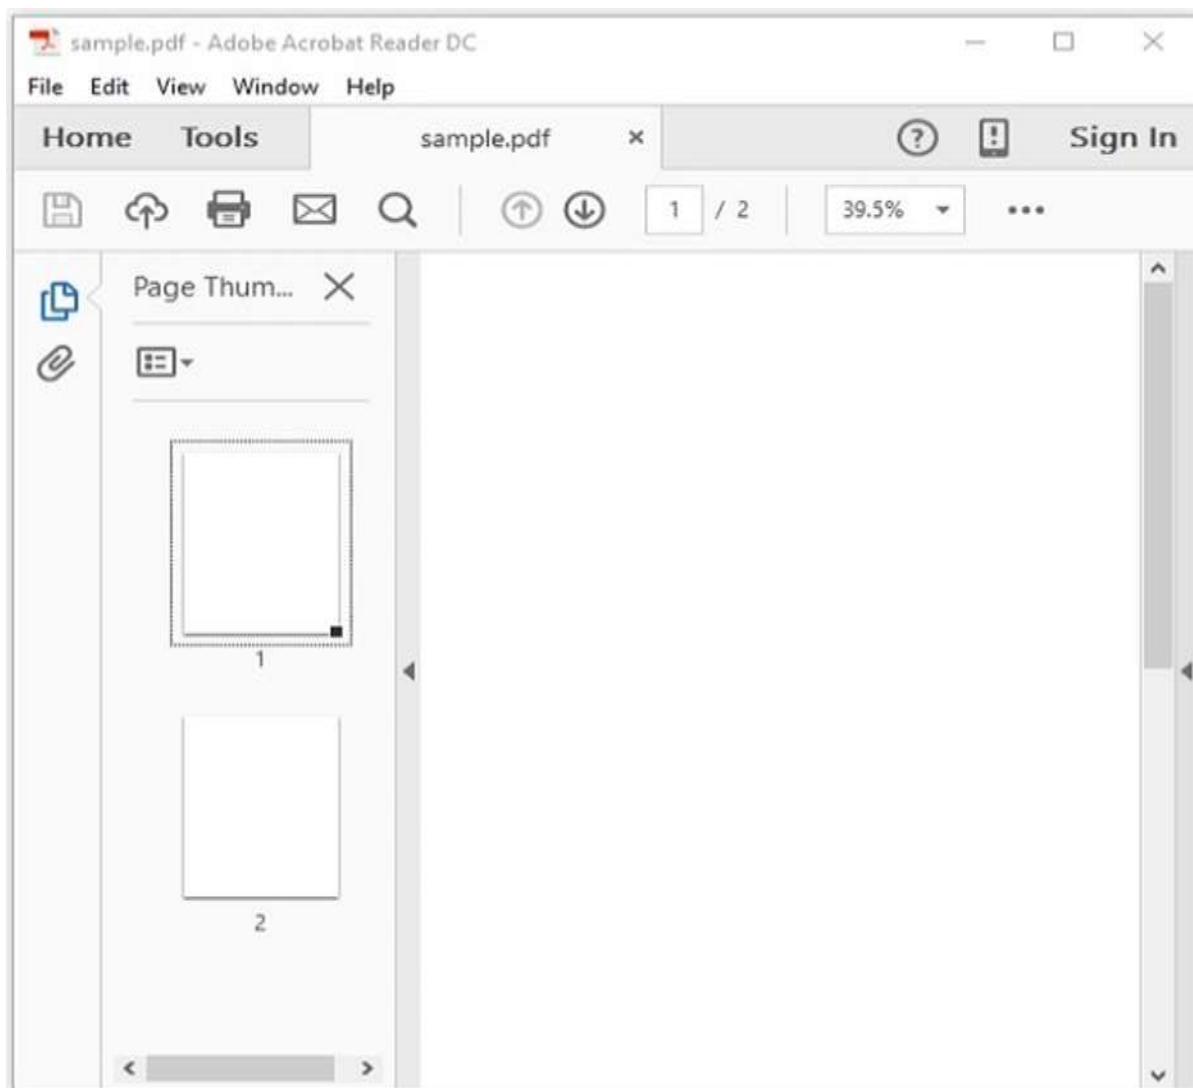 sample.pdf - Adobe Acrobat Reader DC
File Edit View Window Help
Home Tools sample.pdf × Sign In
1 / 2 39.5%
Page Thum...
1
2